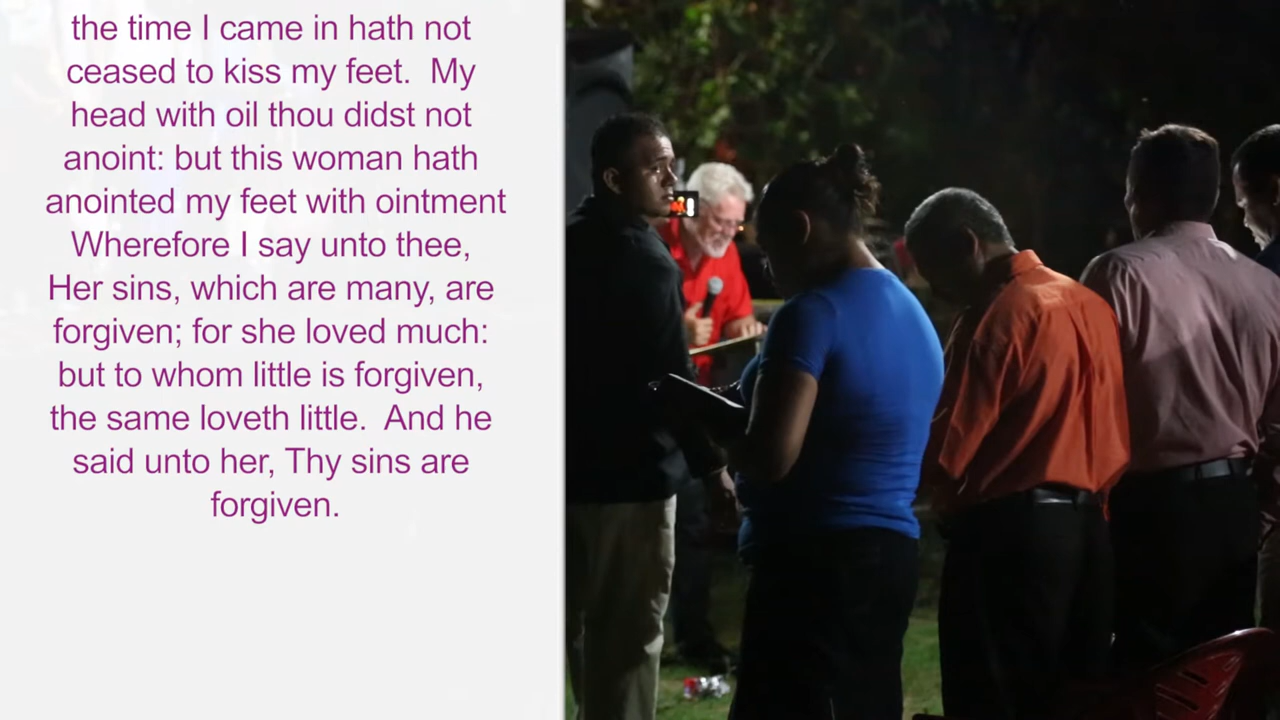 the time I came in hath not
ceased to kiss my feet.  My
head with oil thou didst not
anoint: but this woman hath
anointed my feet with ointment
Wherefore I say unto thee,
Her sins, which are many, are
forgiven; for she loved much:
but to whom little is forgiven,
the same loveth little.  And he
said unto her, Thy sins are
forgiven.